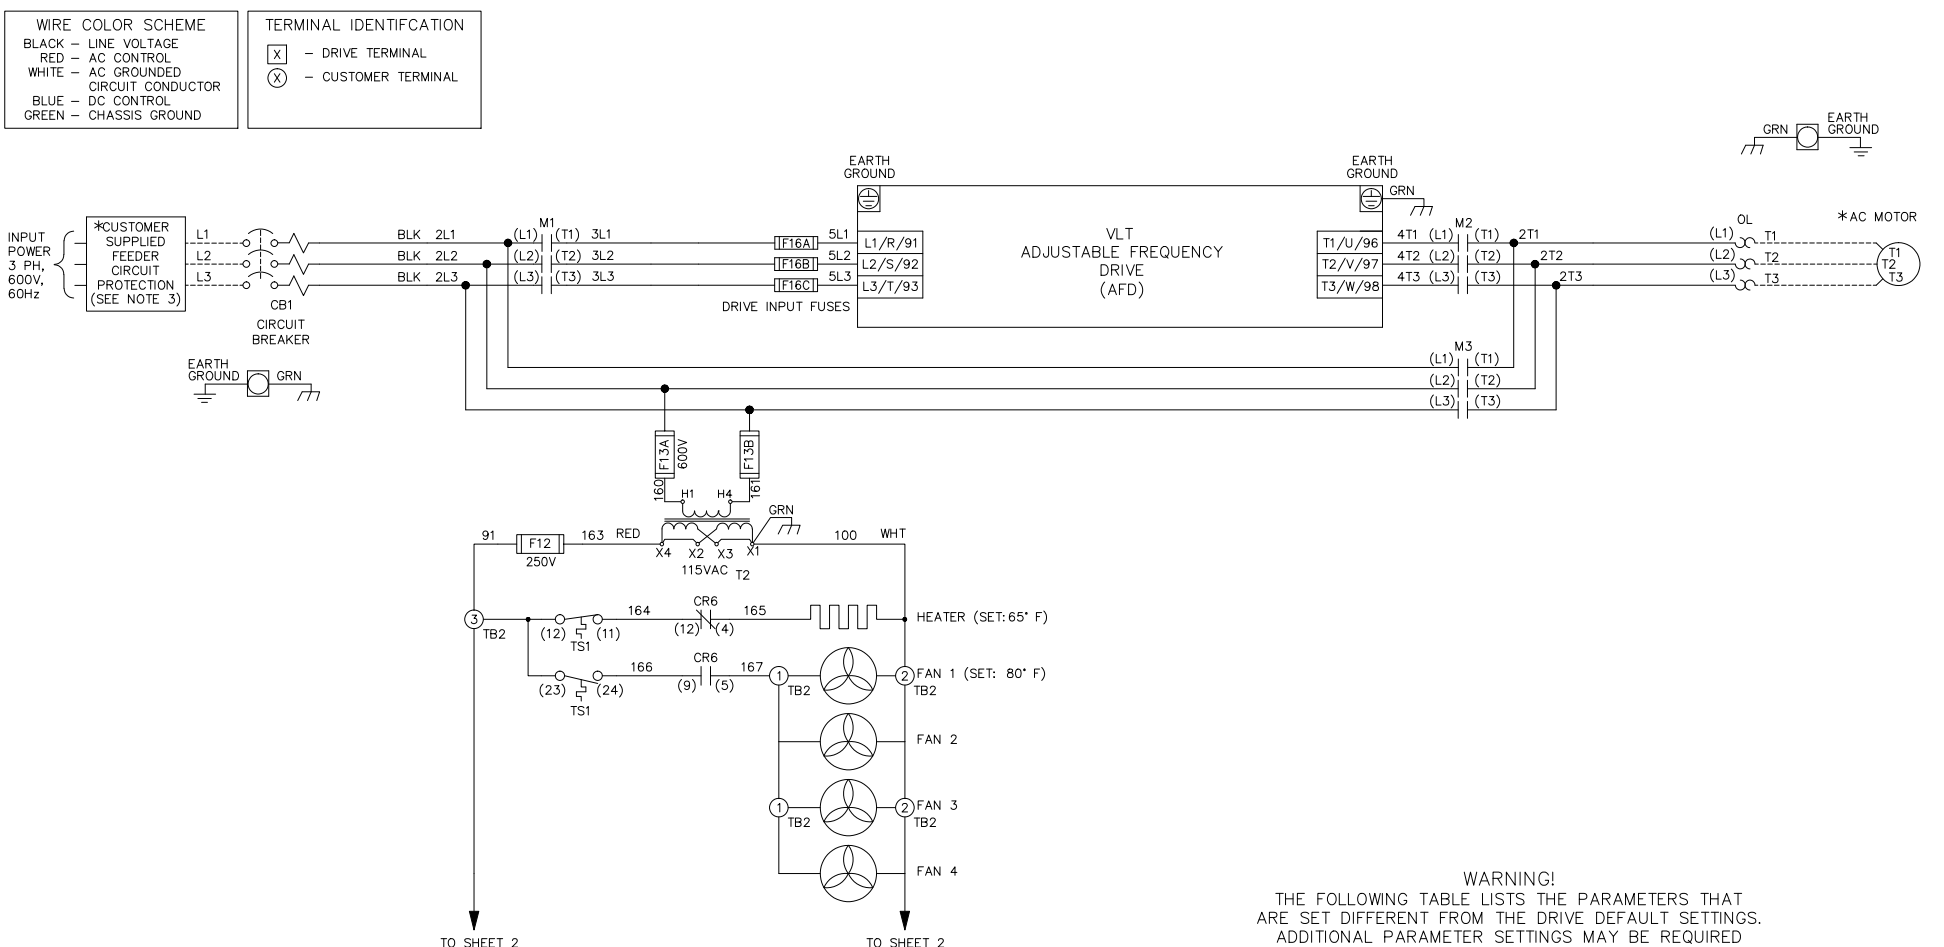 WIRE COLOR SCHEME
BLACK – LINE VOLTAGE
RED – AC CONTROL
WHITE – AC GROUNDED
CIRCUIT CONDUCTOR
BLUE – DC CONTROL
GREEN – CHASSIS GROUND
TERMINAL IDENTIFCATION
X – DRIVE TERMINAL
X – CUSTOMER TERMINAL
GRN
EARTH
GROUND
INPUT
POWER
3 PH,
600V,
60Hz
*CUSTOMER
SUPPLIED
FEEDER
CIRCUIT
PROTECTION
(SEE NOTE 3)
L1
L2
L3
CB1
CIRCUIT
BREAKER
EARTH
GROUND
GRN
M1
BLK 2L1 (L1) (T1) 3L1
BLK 2L2 (L2) (T2) 3L2
BLK 2L3 (L3) (T3) 3L3
F16A 5L1
F16B 5L2
F16C 5L3
DRIVE INPUT FUSES
EARTH
GROUND
L1/R/91
L2/S/92
L3/T/93
VLT
ADJUSTABLE FREQUENCY
DRIVE
(AFD)
EARTH
GROUND
GRN
T1/U/96
T2/V/97
T3/W/98
M2
4T1 (L1) (T1) 2T1
4T2 (L2) (T2) 2T2
4T3 (L3) (T3) 2T3
OL
(L1) T1
(L2) T2
(L3) T3
*AC MOTOR
T1
T2
T3
M3
(L1) (T1)
(L2) (T2)
(L3) (T3)
F13A
600V
F13B
160
161
H1 H4
GRN
91 F12 163 RED
250V
X4 X2 X3 X1
100 WHT
115VAC T2
3 TB2
(12) (11)
TS1
164
CR6
(12) (4)
165
HEATER (SET:65° F)
(23) (24)
TS1
166
CR6
(9) (5)
167
1 TB2
2 TB2
FAN 1 (SET: 80° F)
FAN 2
1 TB2
2 TB2
FAN 3
FAN 4
TO SHEET 2
TO SHEET 2
WARNING!
THE FOLLOWING TABLE LISTS THE PARAMETERS THAT
ARE SET DIFFERENT FROM THE DRIVE DEFAULT SETTINGS.
ADDITIONAL PARAMETER SETTINGS MAY BE REQUIRED